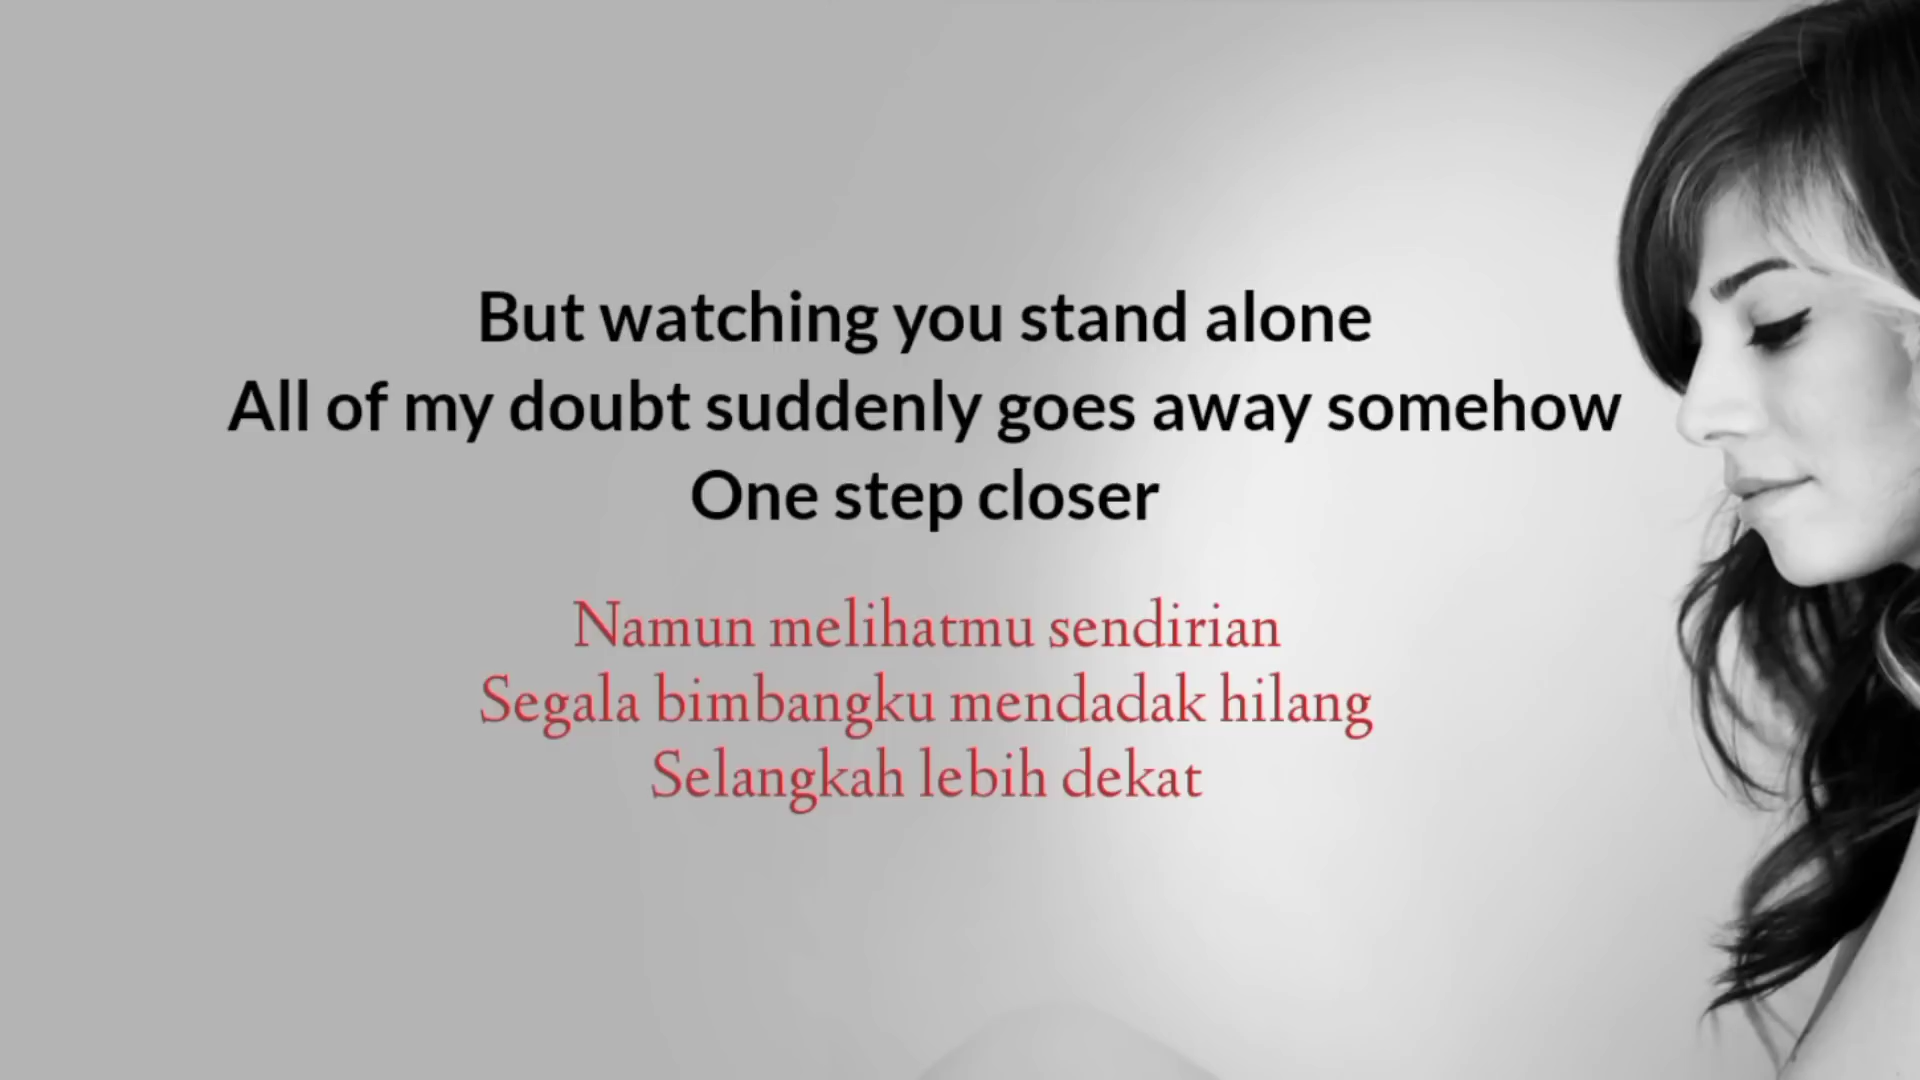 But watching you stand alone
All of my doubt suddenly goes away somehow
One step closer
Namun melihatmu sendirian
Segala bimbangku mendadak hilang
Selangkah lebih dekat